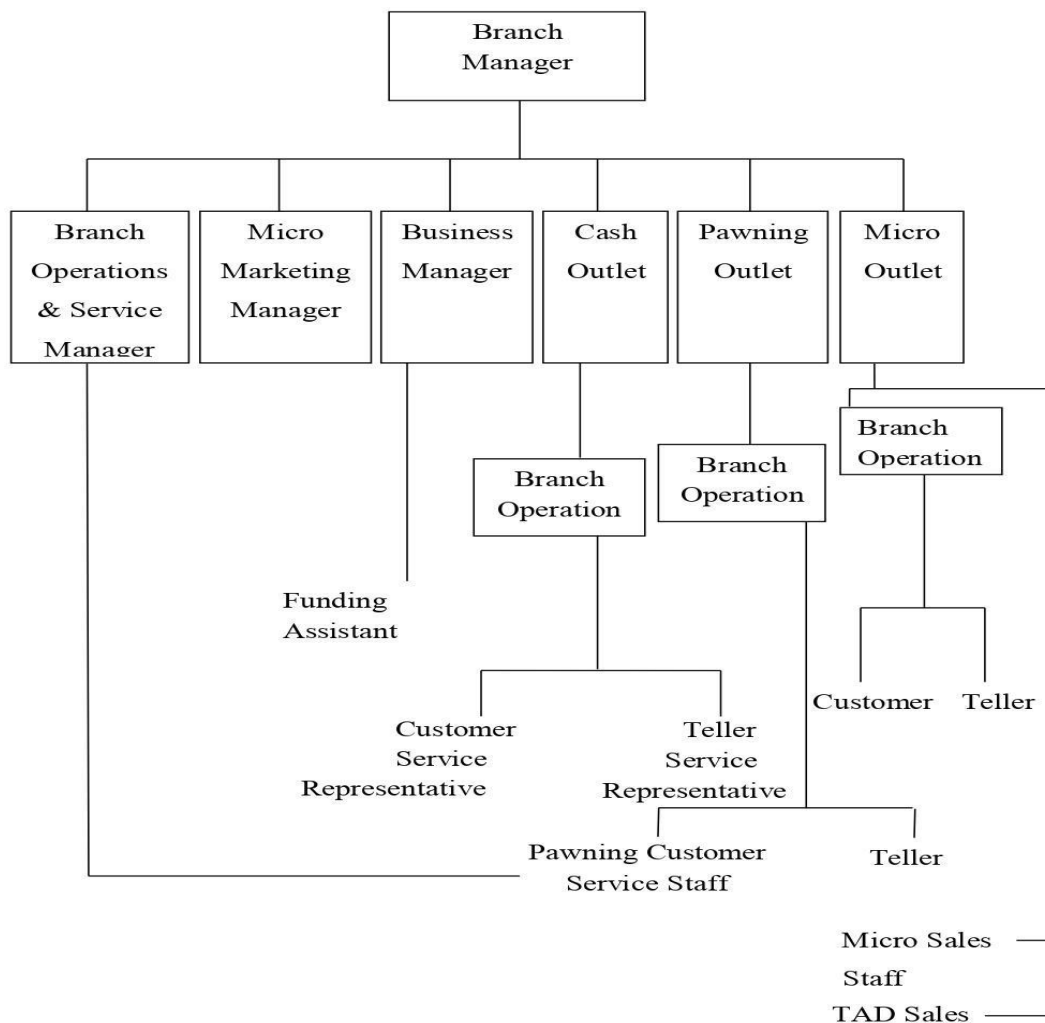 Branch
Manager
Branch
Operations
& Service
Manager
Micro
Marketing
Manager
Business
Manager
Cash
Outlet
Pawning
Outlet
Micro
Outlet
Branch
Operation
Branch
Operation
Branch
Operation
Funding
Assistant
Customer
Service
Representative
Teller
Service
Representative
Customer
Teller
Pawning Customer
Service Staff
Teller
Micro Sales
Staff
TAD Sales